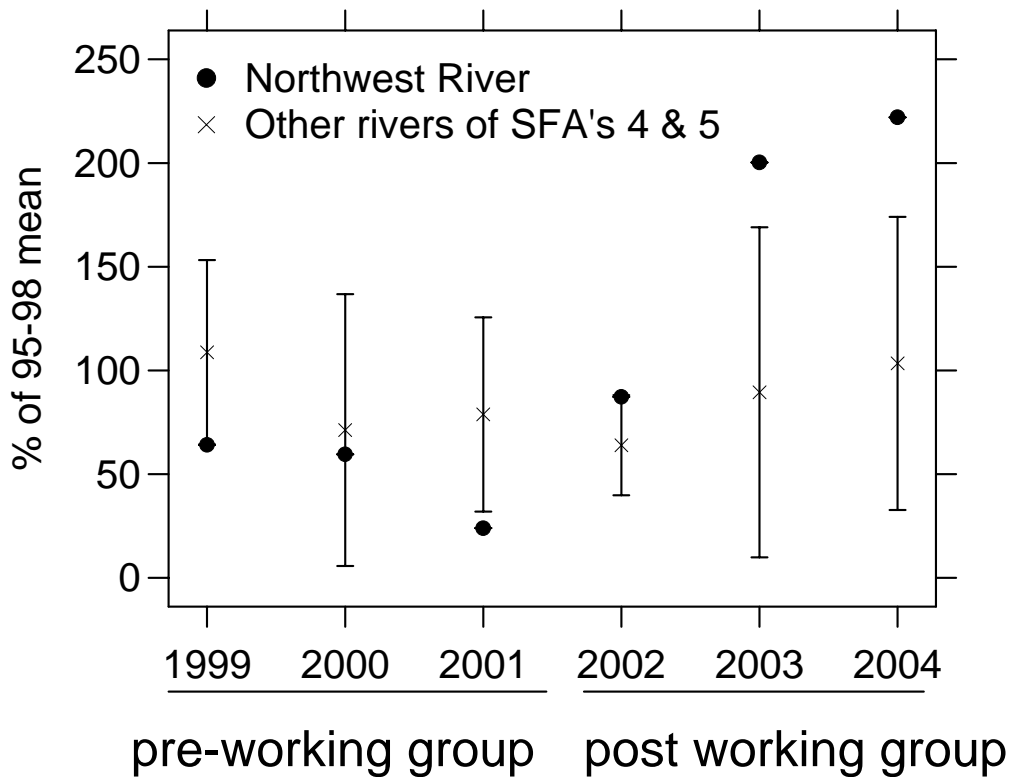 250
200
150
100
50
0
% of 95-98 mean
Northwest River
Other rivers of SFA's 4 & 5
1999 2000 2001 2002 2003 2004
pre-working group post working group